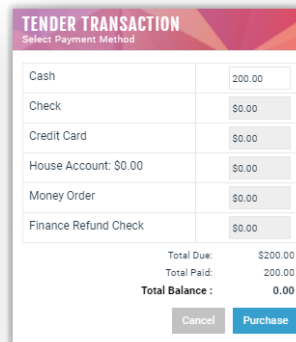 TENDER TRANSACTION
Select Payment Method
Cash 200.00
Check $0.00
Credit Card $0.00
House Account: $0.00 $0.00
Money Order $0.00
Finance Refund Check $0.00
Total Due: $200.00
Total Paid: 200.00
Total Balance : 0.00
Cancel Purchase